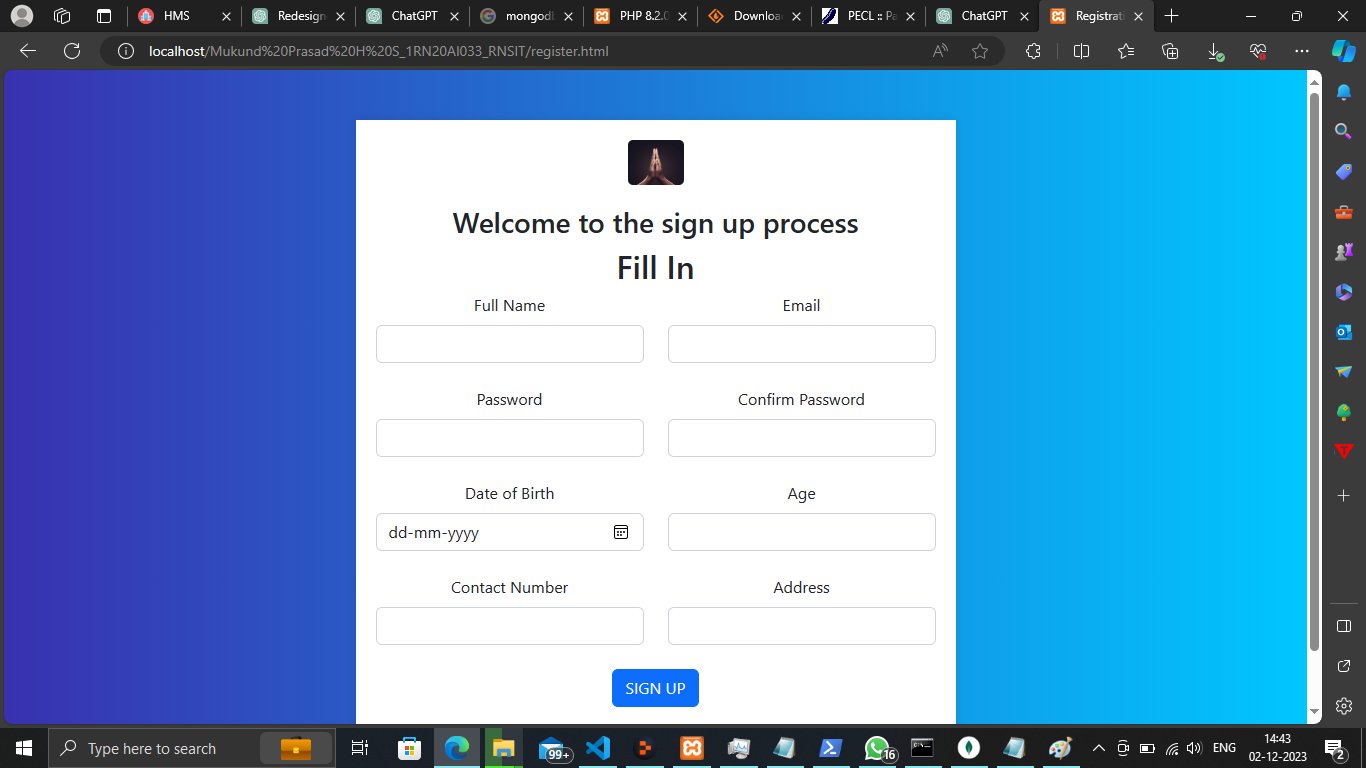 HMS
Redesign
ChatGPT
mongodb
PHP 8.2.0
Downloa
PECL :: Pa
ChatGPT
Registrati
localhost/Mukund%20Prasad%20H%20S_1RN20AI033_RNSIT/register.html
Welcome to the sign up process
Fill In
Full Name Email
Password Confirm Password
Date of Birth Age
dd-mm-yyyy
Contact Number Address
SIGN UP
Type here to search
99+
16
ENG
14:43
02-12-2023
2